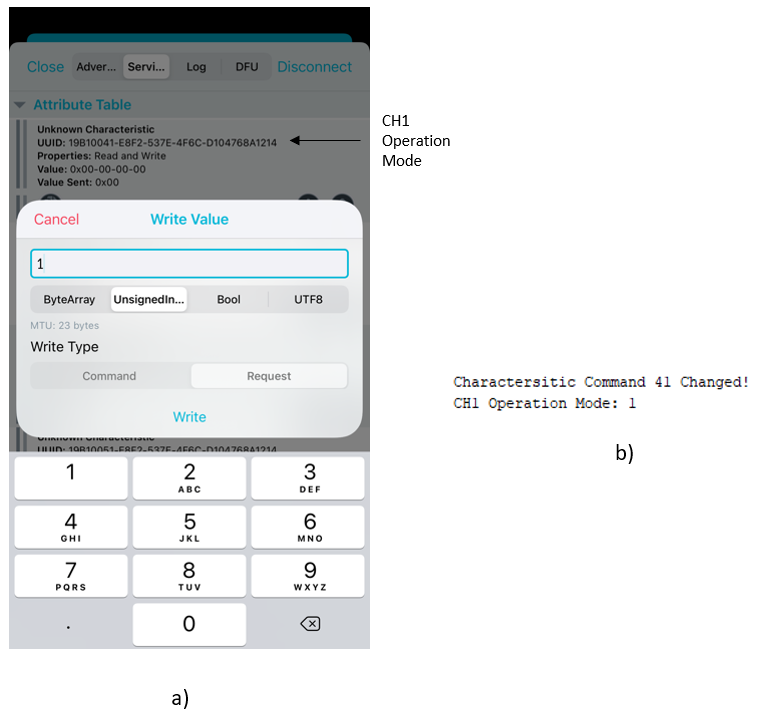 Close Adver... Servi... Log DFU Disconnect
Attribute Table
Unknown Characteristic
UUID: 19B10041-E8F2-537E-4F6C-D104768A1214
Properties: Read and Write
Value: 0x00-00-00-00
Value Sent: 0x00
CH1
Operation
Mode
Cancel Write Value
1
ByteArray UnsignedIn... Bool UTF8
MTU: 23 bytes
Write Type
Command Request
Write
Unknown Characteristic
UUID: 19B10051-E8F2-537E-4F6C-D104768A1214
1
2
ABC
3
DEF
4
GHI
5
JKL
6
MNO
7
PQRS
8
TUV
9
WXYZ
.
0
a)
Charactersitic Command 41 Changed!
CH1 Operation Mode: 1
b)